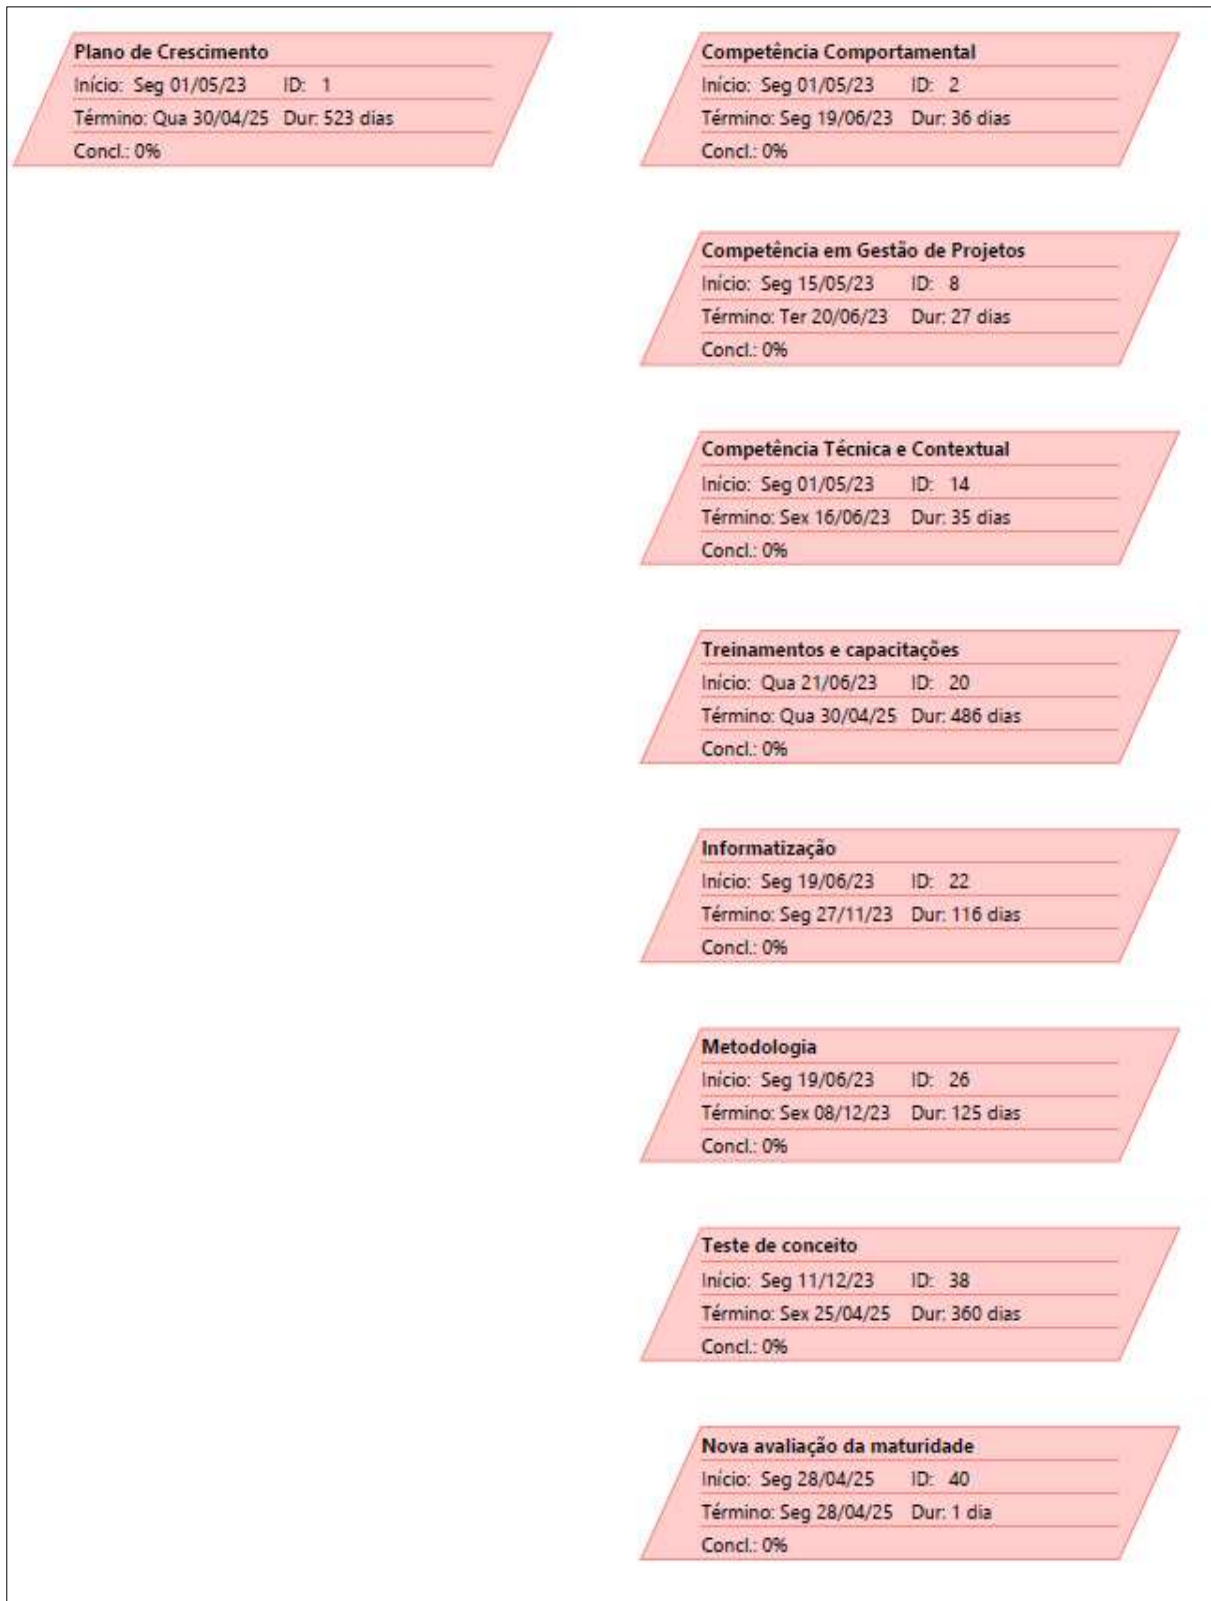 Plano de Crescimento
Início: Seg 01/05/23 ID: 1
Término: Qua 30/04/25 Dur: 523 dias
Concl.: 0%
Competência Comportamental
Início: Seg 01/05/23 ID: 2
Término: Seg 19/06/23 Dur: 36 dias
Concl.: 0%
Competência em Gestão de Projetos
Início: Seg 15/05/23 ID: 8
Término: Ter 20/06/23 Dur: 27 dias
Concl.: 0%
Competência Técnica e Contextual
Início: Seg 01/05/23 ID: 14
Término: Sex 16/06/23 Dur: 35 dias
Concl.: 0%
Treinamentos e capacitações
Início: Qua 21/06/23 ID: 20
Término: Qua 30/04/25 Dur: 486 dias
Concl.: 0%
Informatização
Início: Seg 19/06/23 ID: 22
Término: Seg 27/11/23 Dur: 116 dias
Concl.: 0%
Metodologia
Início: Seg 19/06/23 ID: 26
Término: Sex 08/12/23 Dur: 125 dias
Concl.: 0%
Teste de conceito
Início: Seg 11/12/23 ID: 38
Término: Sex 25/04/25 Dur: 360 dias
Concl.: 0%
Nova avaliação da maturidade
Início: Seg 28/04/25 ID: 40
Término: Seg 28/04/25 Dur: 1 dia
Concl.: 0%